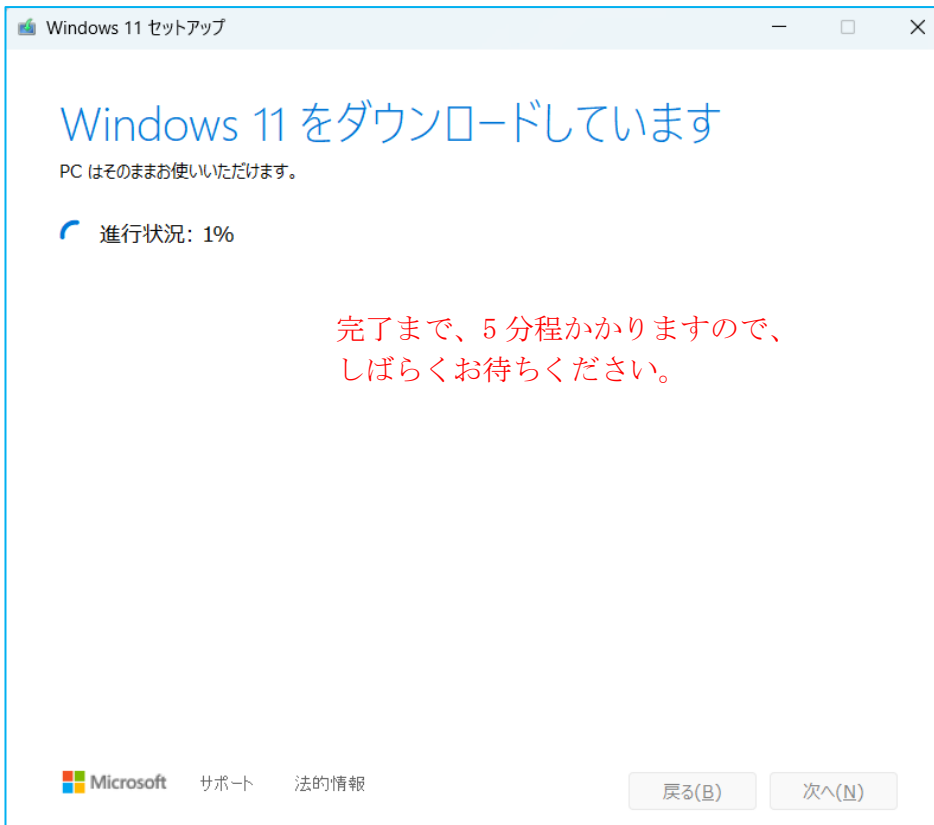 Windows 11 セットアップ
Windows 11 をダウンロードしています
PC はそのままお使いいただけます。
進行状況: 1%
完了まで、5 分程かかりますので、
しばらくお待ちください。
Microsoft サポート 法的情報 戻る(B) 次へ(N)